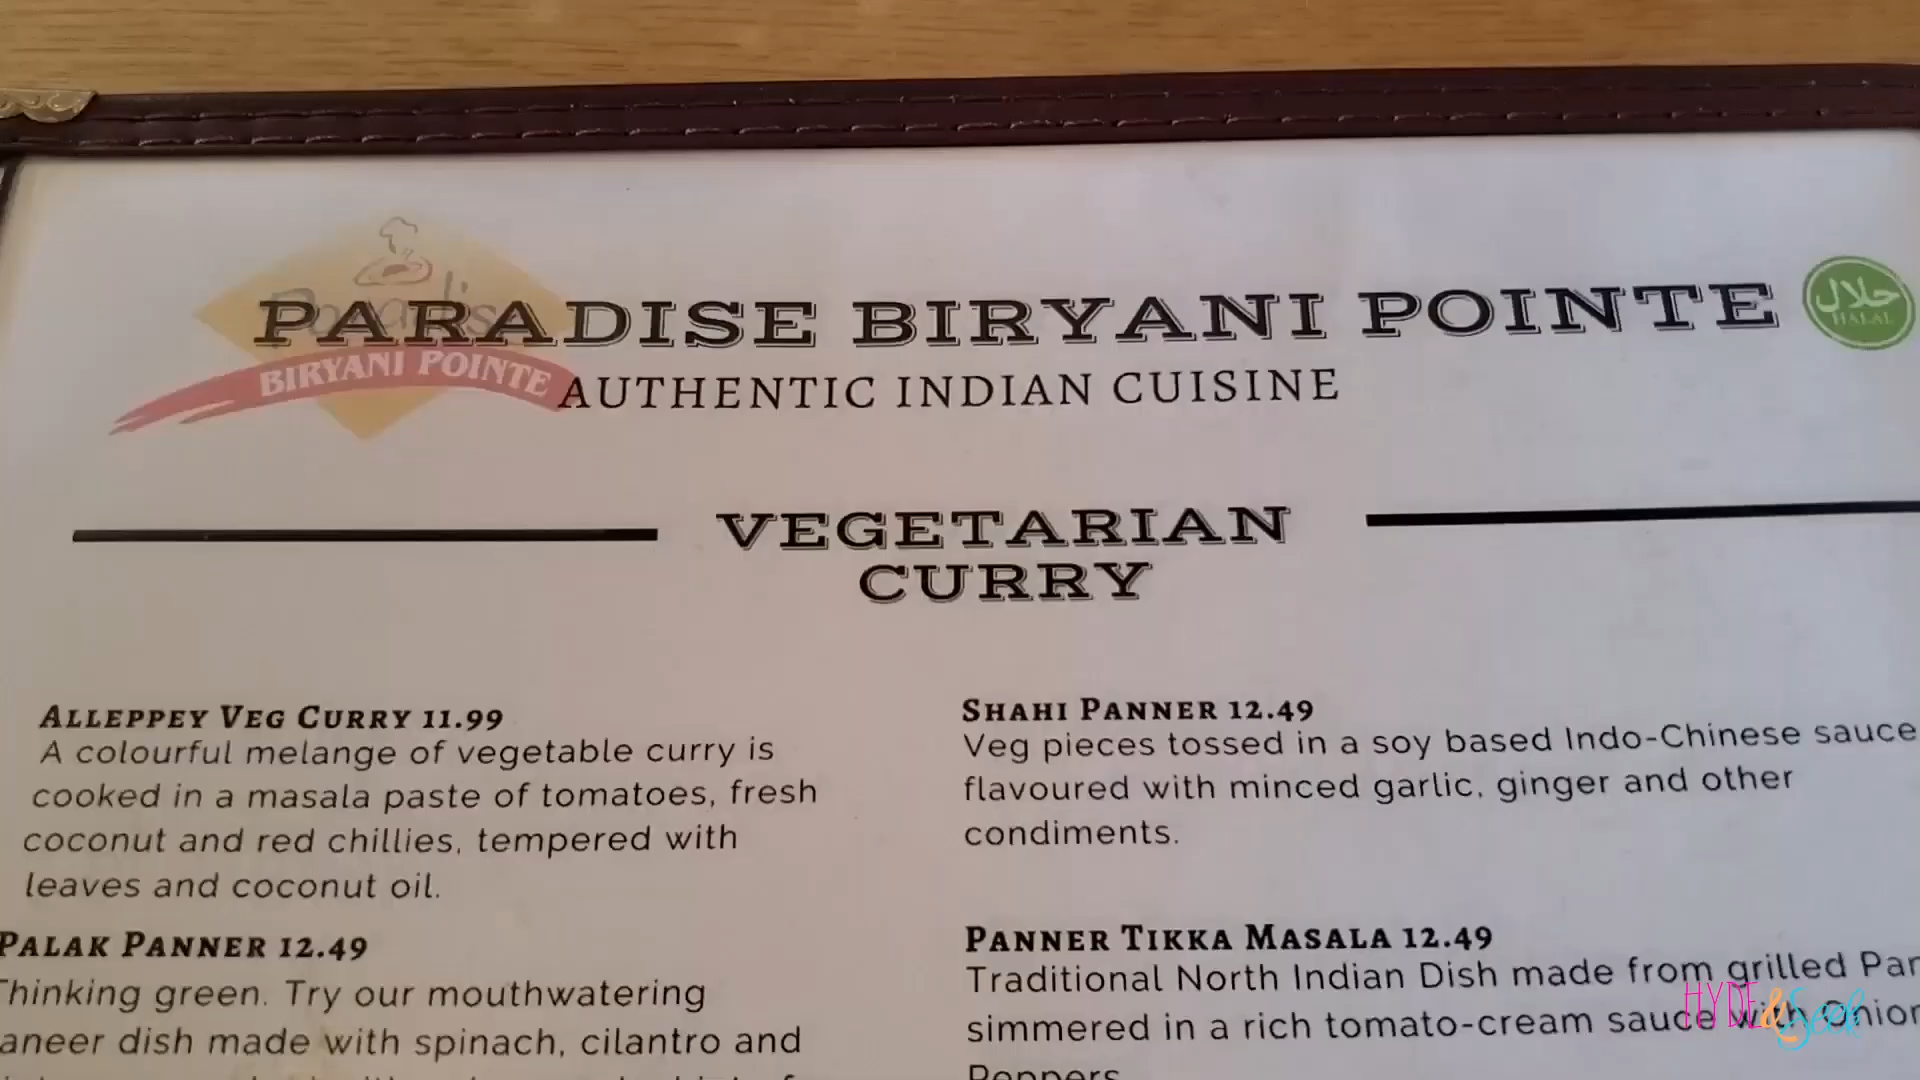 PARADISE BIRYANI POINTE
حلال
HALAL
BIRYANI POINTE
AUTHENTIC INDIAN CUISINE
VEGETARIAN
CURRY
ALLEPPEY VEG CURRY 11.99
A colourful melange of vegetable curry is
cooked in a masala paste of tomatoes, fresh
coconut and red chillies, tempered with
leaves and coconut oil.
PALAK PANNER 12.49
Thinking green. Try our mouthwatering
aneer dish made with spinach, cilantro and
SHAHI PANNER 12.49
Veg pieces tossed in a soy based Indo-Chinese sauce
flavoured with minced garlic, ginger and other
condiments.
PANNER TIKKA MASALA 12.49
Traditional North Indian Dish made from grilled Pan
simmered in a rich tomato-cream sauce with Onion
Peppers
HYDE&Seek